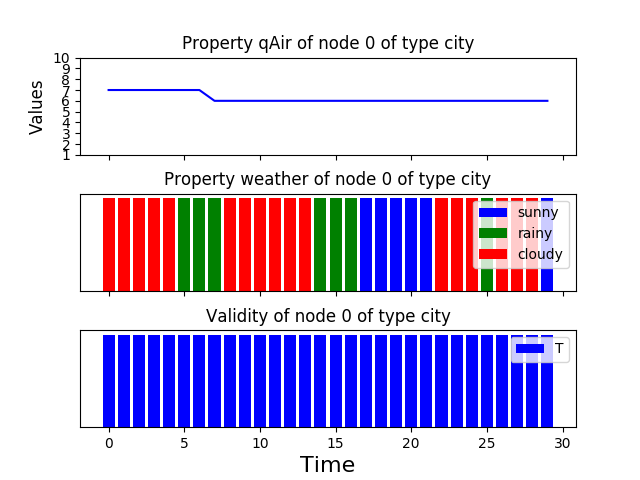 Property qAir of node 0 of type city
10
9
8
7
6
5
4
3
2
1
Values
Property weather of node 0 of type city
sunny
rainy
cloudy
Validity of node 0 of type city
T
0 5 10 15 20 25 30
Time